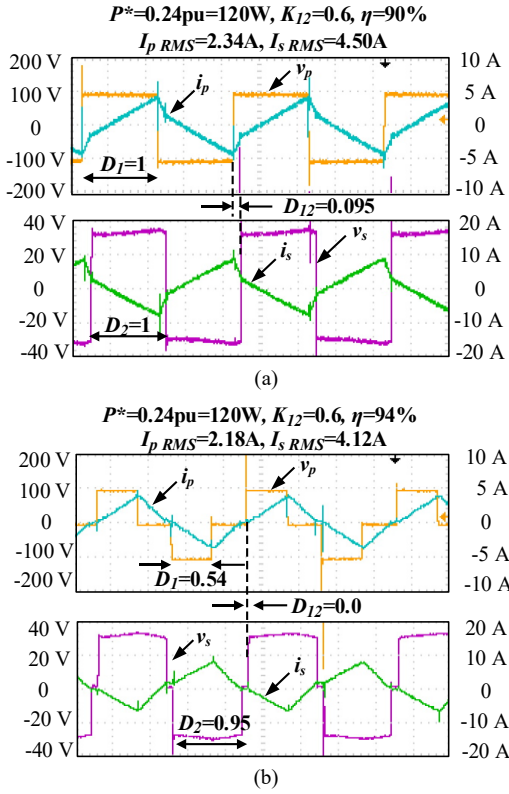 P*=0.24pu=120W, K12=0.6, η=90%
Ip RMS=2.34A, Is RMS=4.50A
200 V
100 V
0
-100 V
-200 V
ip
vp
D1=1
10 A
5 A
0
-5 A
-10 A
D12=0.095
40 V
20 V
0
-20 V
-40 V
vs
is
D2=1
20 A
10 A
0
-10 A
-20 A
(a)
P*=0.24pu=120W, K12=0.6, η=94%
Ip RMS=2.18A, Is RMS=4.12A
200 V
100 V
0
-100 V
-200 V
ip
vp
D1=0.54
10 A
5 A
0
-5 A
-10 A
D12=0.0
40 V
20 V
0
-20 V
-40 V
vs
is
D2=0.95
20 A
10 A
0
-10 A
-20 A
(b)